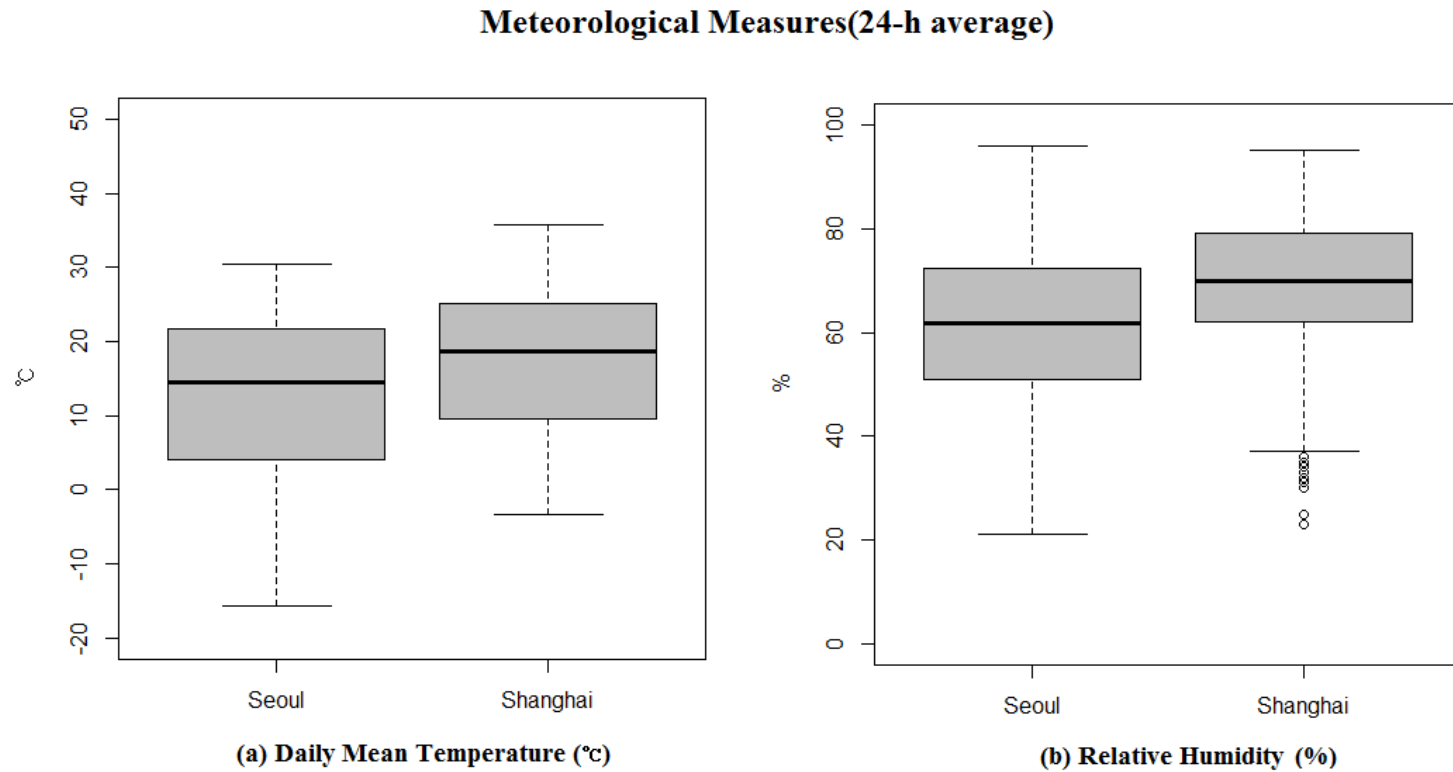 Meteorological Measures(24-h average)
50
40
30
20
10
0
-10
-20
℃
Seoul
Shanghai
(a) Daily Mean Temperature (℃)
100
80
60
40
20
0
%
Seoul
Shanghai
(b) Relative Humidity (%)